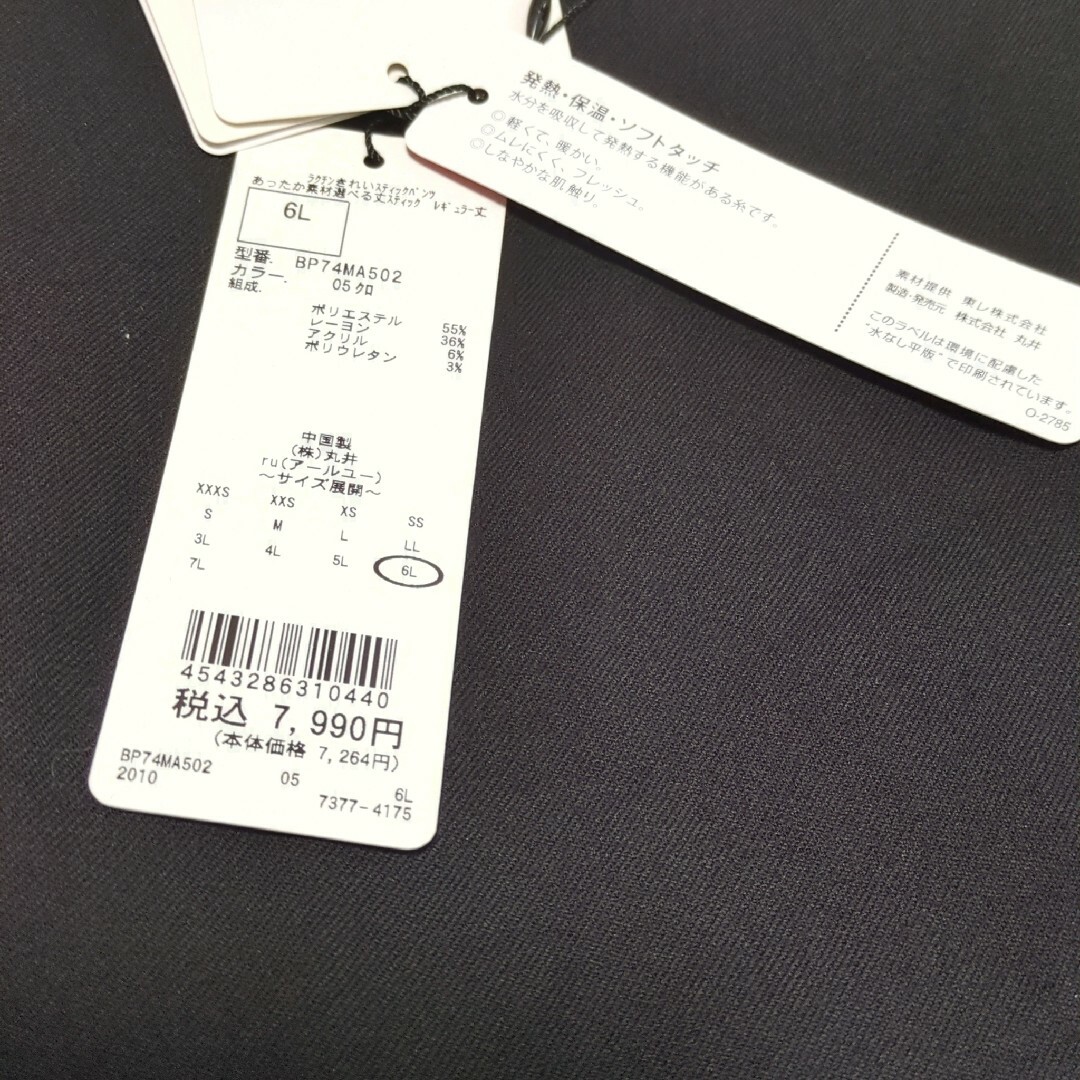 ラクチンきれいスティックパンツ
あったか素材選べる丈スティック レギュラー丈
6L
型番. BP74MA502
カラー. 05 クロ
組成.
ポリエステル 55%
レーヨン 36%
アクリル 6%
ポリウレタン 3%
中国製
(株)丸井
ru(アールユー)
～サイズ展開～
XXXS XXS XS SS
S M L LL
3L 4L 5L 6L
7L
4543286310440
税込 7,990円
(本体価格 7,264円)
BP74MA502 05 6L
2010 7377-4175
発熱・保温・ソフトタッチ
水分を吸収して発熱する機能がある糸です。
◎軽くて、暖かい。
◎ムレにくく、フレッシュ。
◎しなやかな肌触り。
素材提供 東レ株式会社
製造・発売元 株式会社 丸井
このラベルは環境に配慮した
"水なし平版"で印刷されています。
O-2785